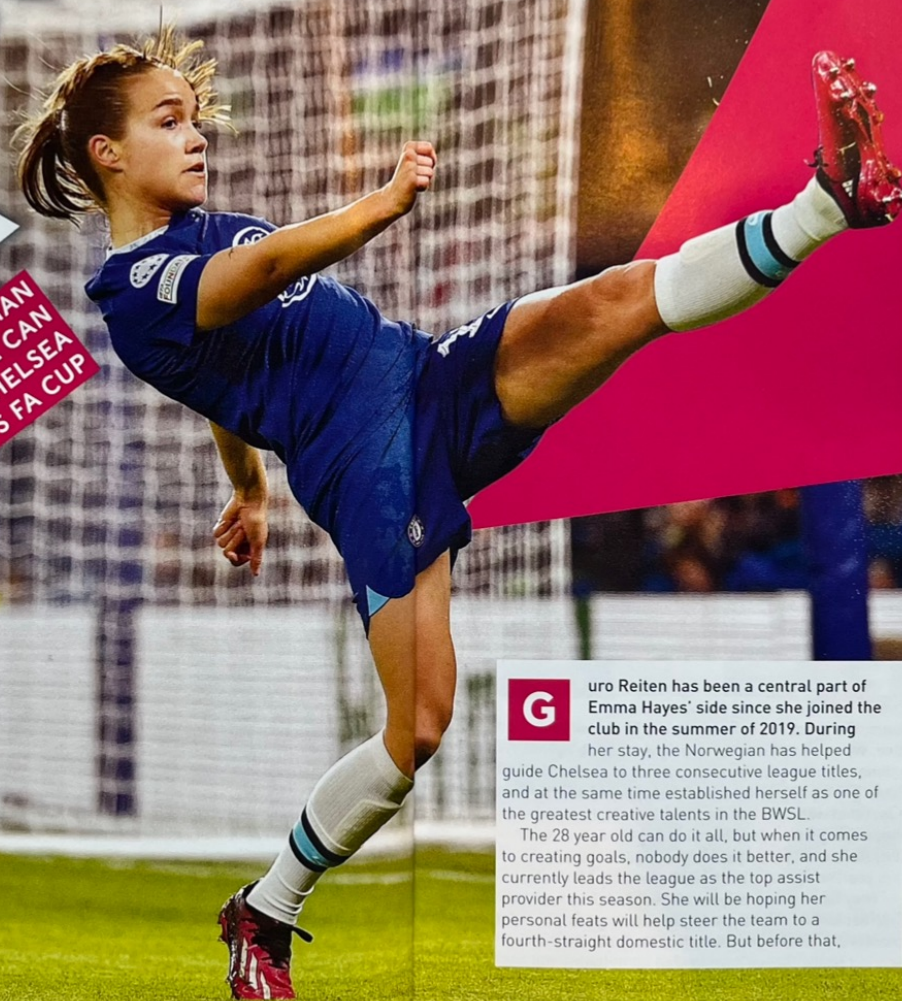 CAN
FA CUP
Guro Reiten has been a central part of
Emma Hayes' side since she joined the
club in the summer of 2019. During
her stay, the Norwegian has helped
guide Chelsea to three consecutive league titles,
and at the same time established herself as one of
the greatest creative talents in the BWSL.
The 28 year old can do it all, but when it comes
to creating goals, nobody does it better, and she
currently leads the league as the top assist
provider this season. She will be hoping her
personal feats will help steer the team to a
fourth-straight domestic title. But before that,